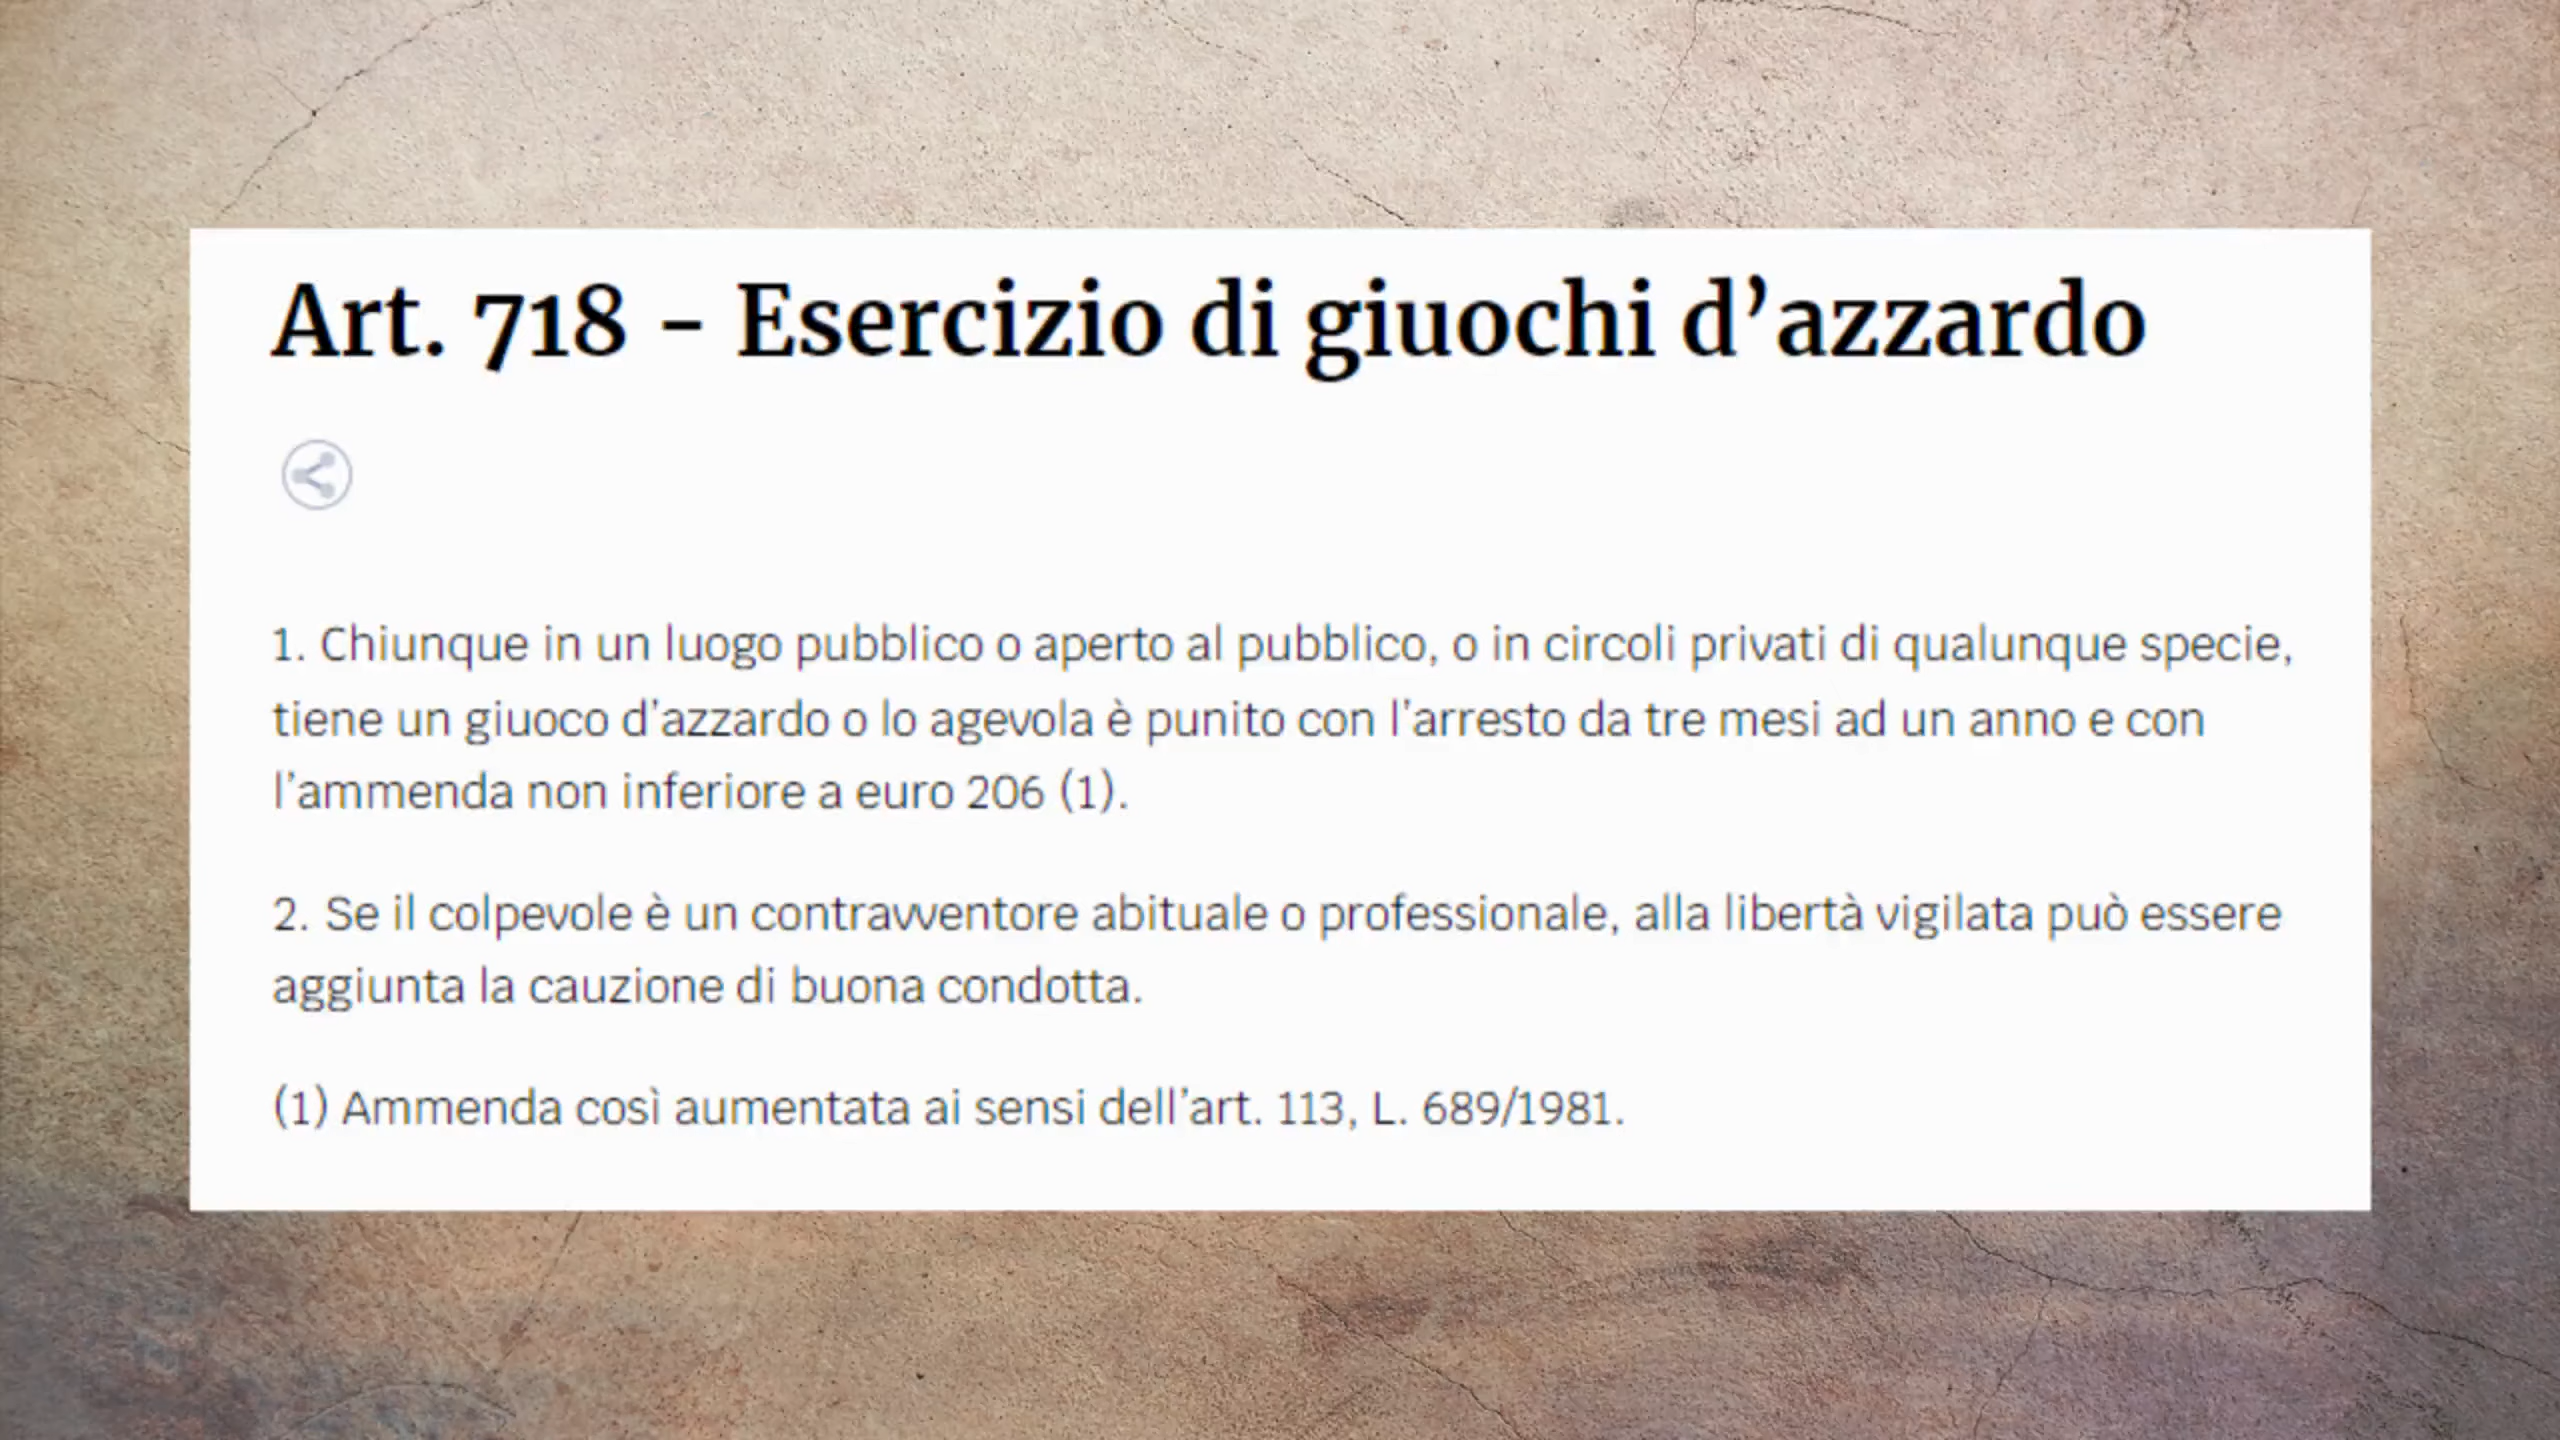 Art. 718 - Esercizio di giuochi d’azzardo
1. Chiunque in un luogo pubblico o aperto al pubblico, o in circoli privati di qualunque specie,
tiene un giuoco d’azzardo o lo agevola è punito con l’arresto da tre mesi ad un anno e con
l’ammenda non inferiore a euro 206 (1).
2. Se il colpevole è un contravventore abituale o professionale, alla libertà vigilata può essere
aggiunta la cauzione di buona condotta.
(1) Ammenda così aumentata ai sensi dell’art. 113, L. 689/1981.